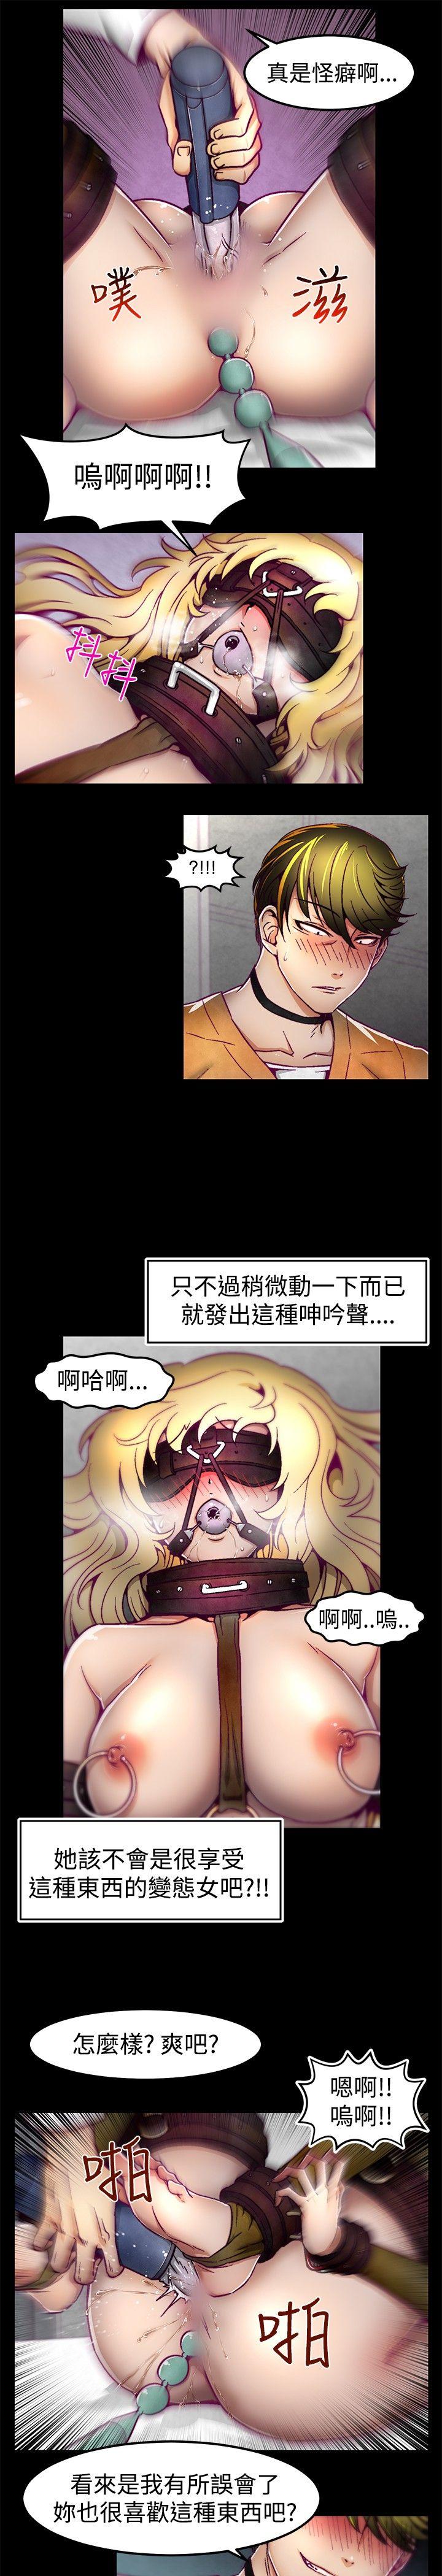 真是怪癖啊...
噗
滋
嗚啊啊啊!!
抖抖
?!!!
只不過稍微動一下而已
就發出這種呻吟聲....
啊哈啊...
啊啊..嗚..
她該不會是很享受
這種東西的變態女吧?!!
怎麼樣? 爽吧?
嗯啊!!
嗚啊!!
啪
啪
看來是我有所誤會了
妳也很喜歡這種東西吧?